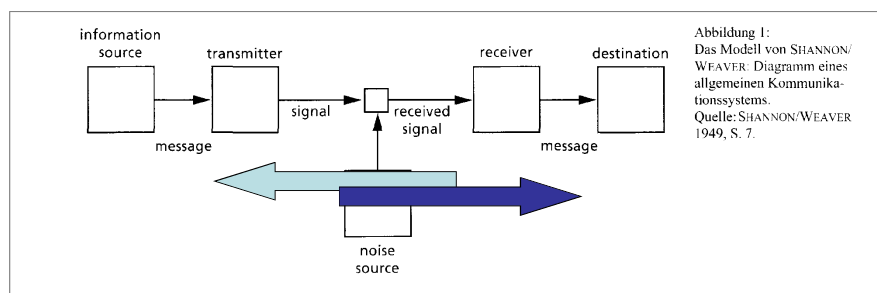 information
source
transmitter
receiver
destination
signal
received
signal
message
message
noise
source
Abbildung 1:
Das Modell von SHANNON/
WEAVER: Diagramm eines
allgemeinen Kommunika-
tionssystems.
Quelle: SHANNON/WEAVER
1949, S. 7.